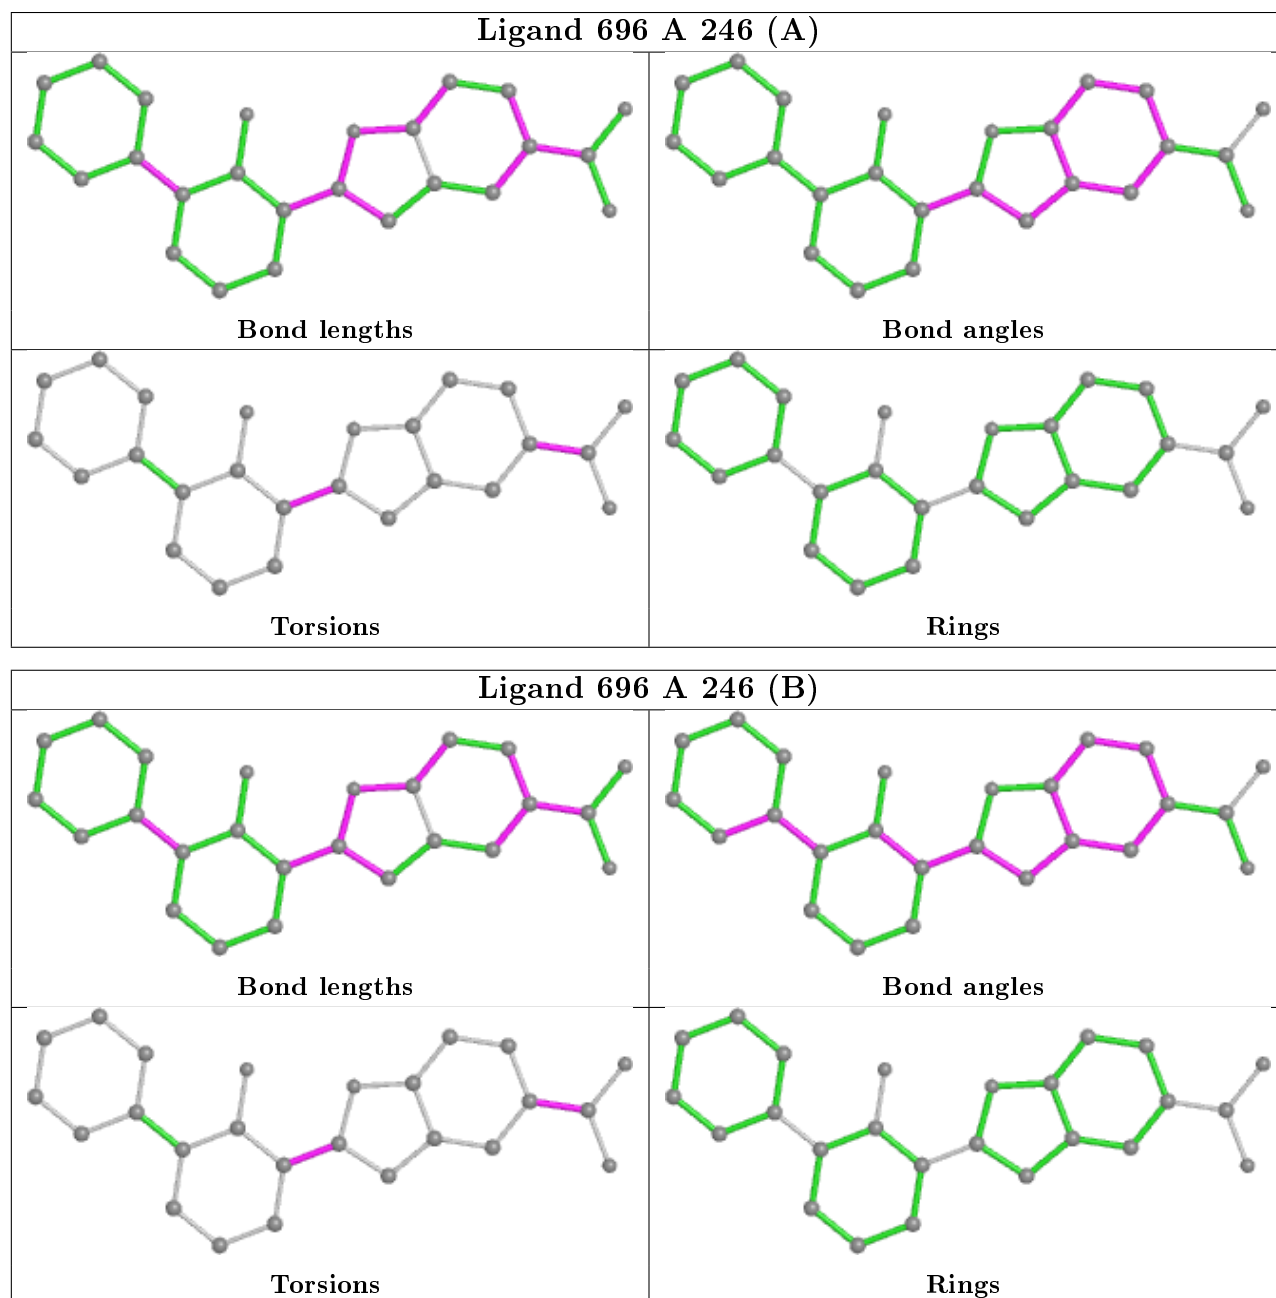 Ligand 696 A 246 (A)
Bond lengths
Bond angles
Torsions
Rings
Ligand 696 A 246 (B)
Bond lengths
Bond angles
Torsions
Rings